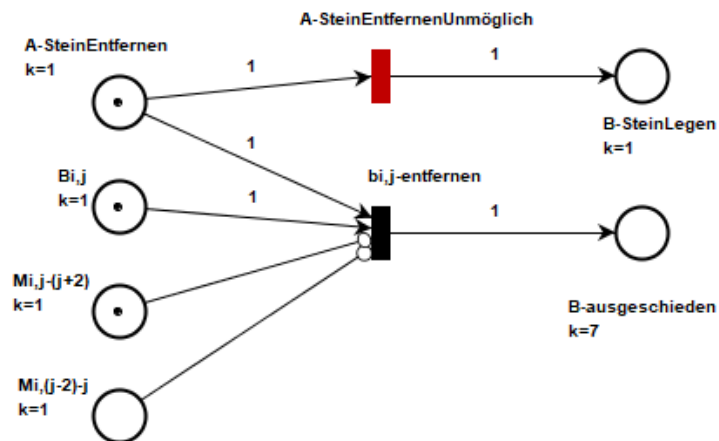 A-SteinEntfernenUnmöglich
A-SteinEntfernen
k=1
1
1
B-SteinLegen
k=1
1
Bi,j
k=1
1
bi,j-entfernen
1
Mi,j-(j+2)
k=1
B-ausgeschieden
k=7
Mi,(j-2)-j
k=1